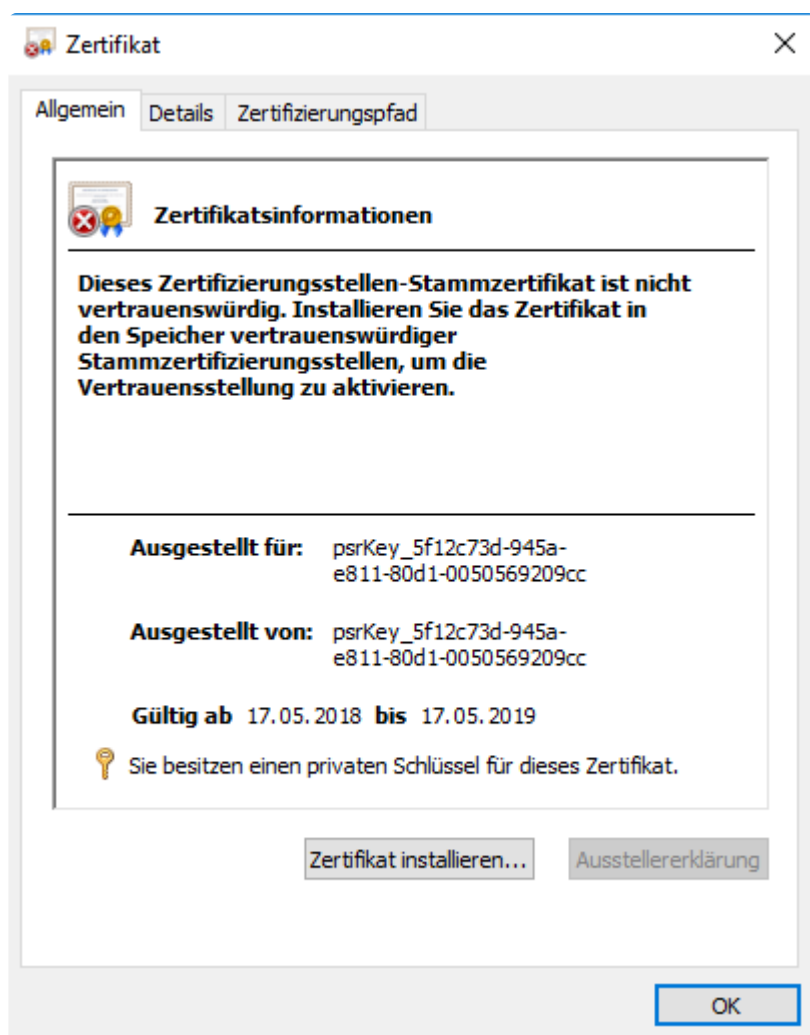 Zertifikat
Allgemein Details Zertifizierungspfad
Zertifikatsinformationen
Dieses Zertifizierungsstellen-Stammzertifikat ist nicht
vertrauenswürdig. Installieren Sie das Zertifikat in
den Speicher vertrauenswürdiger
Stammzertifizierungsstellen, um die
Vertrauensstellung zu aktivieren.
Ausgestellt für: psrKey_5f12c73d-945a-
e811-80d1-0050569209cc
Ausgestellt von: psrKey_5f12c73d-945a-
e811-80d1-0050569209cc
Gültig ab 17.05.2018 bis 17.05.2019
Sie besitzen einen privaten Schlüssel für dieses Zertifikat.
Zertifikat installieren... Ausstellererklärung
OK